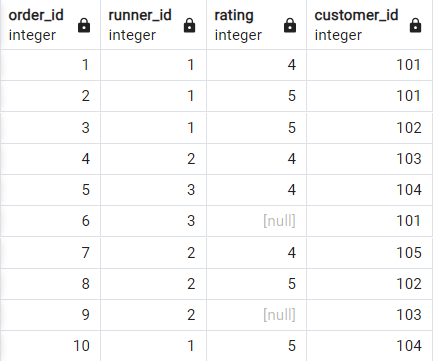 order_id runner_id rating customer_id
integer integer integer integer
1 1 4 101
2 1 5 101
3 1 5 102
4 2 4 103
5 3 4 104
6 3 [null] 101
7 2 4 105
8 2 5 102
9 2 [null] 103
10 1 5 104